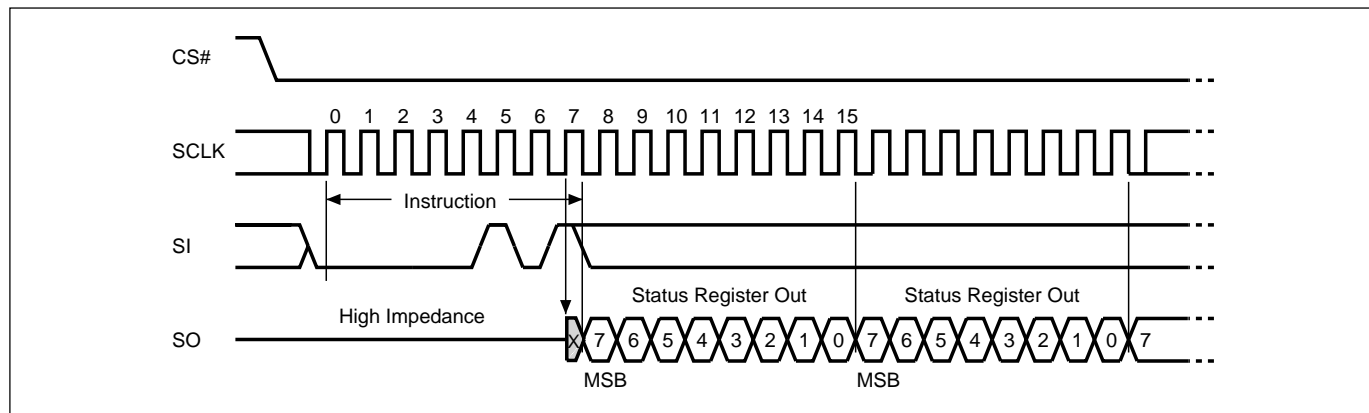 CS#
0 1 2 3 4 5 6 7 8 9 10 11 12 13 14 15
SCLK
Instruction
SI
Status Register Out Status Register Out
High Impedance
SO X 7 6 5 4 3 2 1 0 7 6 5 4 3 2 1 0 7
MSB MSB